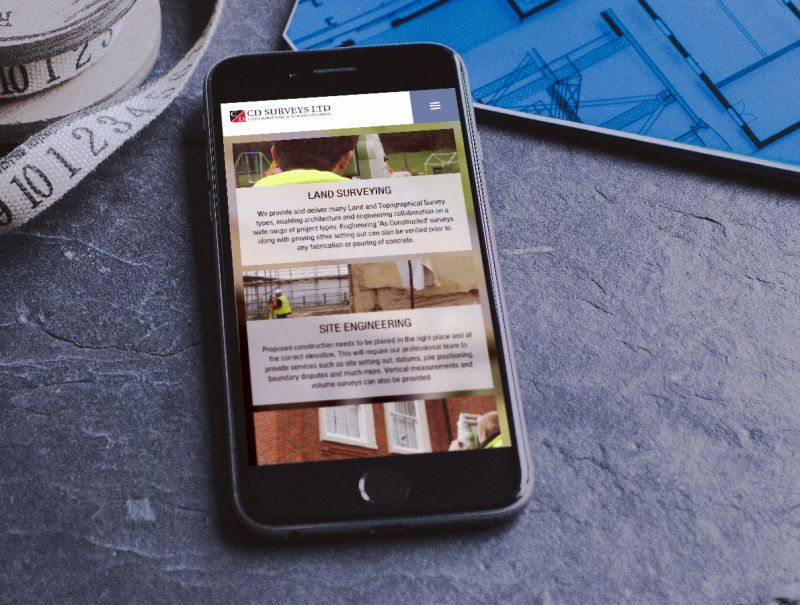 10 1 2
CD
CD SURVEYS LTD
LAND SURVEYING & SITE ENGINEERING
LAND SURVEYING
We provide and deliver many Land and Topographical Survey
types, enabling architecture and engineering collaboration on a
wide range of project types. Engineering 'As Constructed' surveys
along with proving other setting out can also be verified prior to
any fabrication or pouring of concrete.
9 10 1 2 3 4
SITE ENGINEERING
Proposed construction needs to be placed in the right place and at
the correct elevation. This will require our professional team to
provide services such as site setting out, datums, pile positioning,
boundary disputes and much more. Vertical measurements and
volume surveys can also be provided.